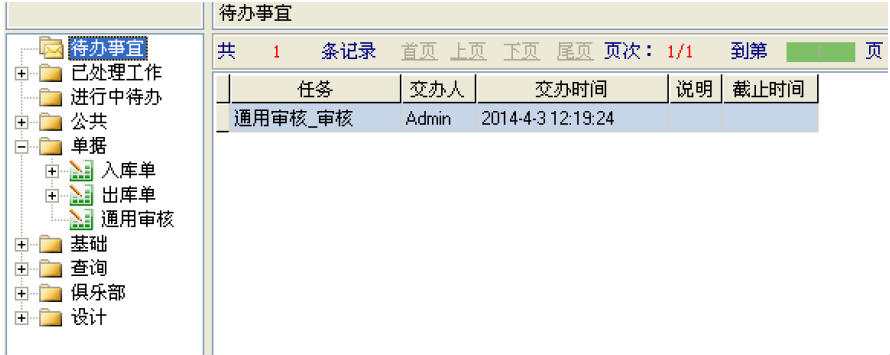 待办事宜
待办事宜
已处理工作
进行中待办
公共
单据
入库单
出库单
通用审核
基础
查询
俱乐部
设计
共 1 条记录 首页 上页 下页 尾页 页次： 1/1 到第 1 页
任务 交办人 交办时间 说明 截止时间
通用审核_审核 Admin 2014-4-3 12:19:24